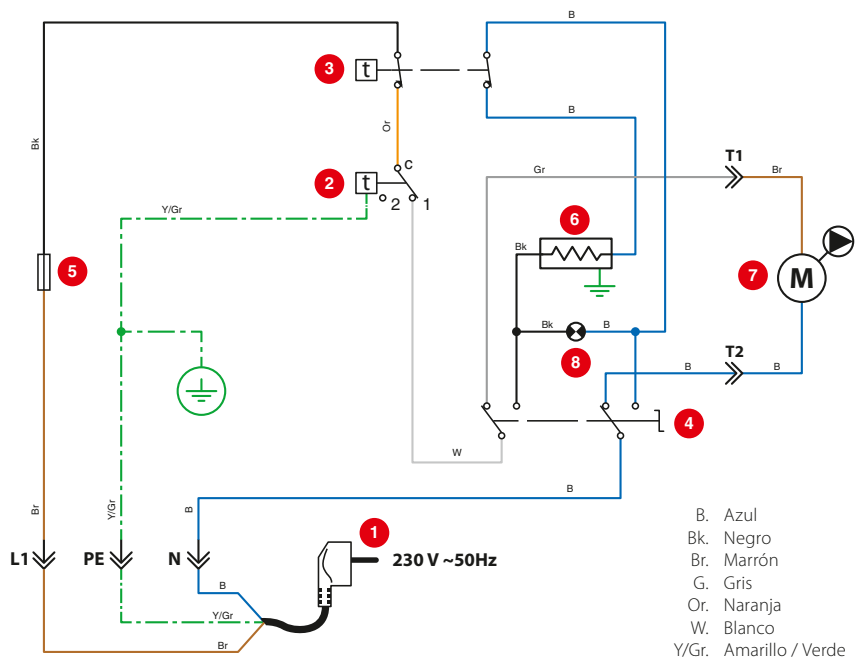 B
3
t
B
Bk
Or
T1
C
Gr
Br
2
t
2
1
Y/Gr
6
Bk
5
7
M
Bk
B
8
T2
B
B
4
W
B
Br
Y/Gr
B
1
L1
PE
N
230 V ~50Hz
B
Y/Gr
Br
B. Azul
Bk. Negro
Br. Marrón
G. Gris
Or. Naranja
W. Blanco
Y/Gr. Amarillo / Verde